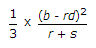 1/3 × (b - rd)² / (r + s)